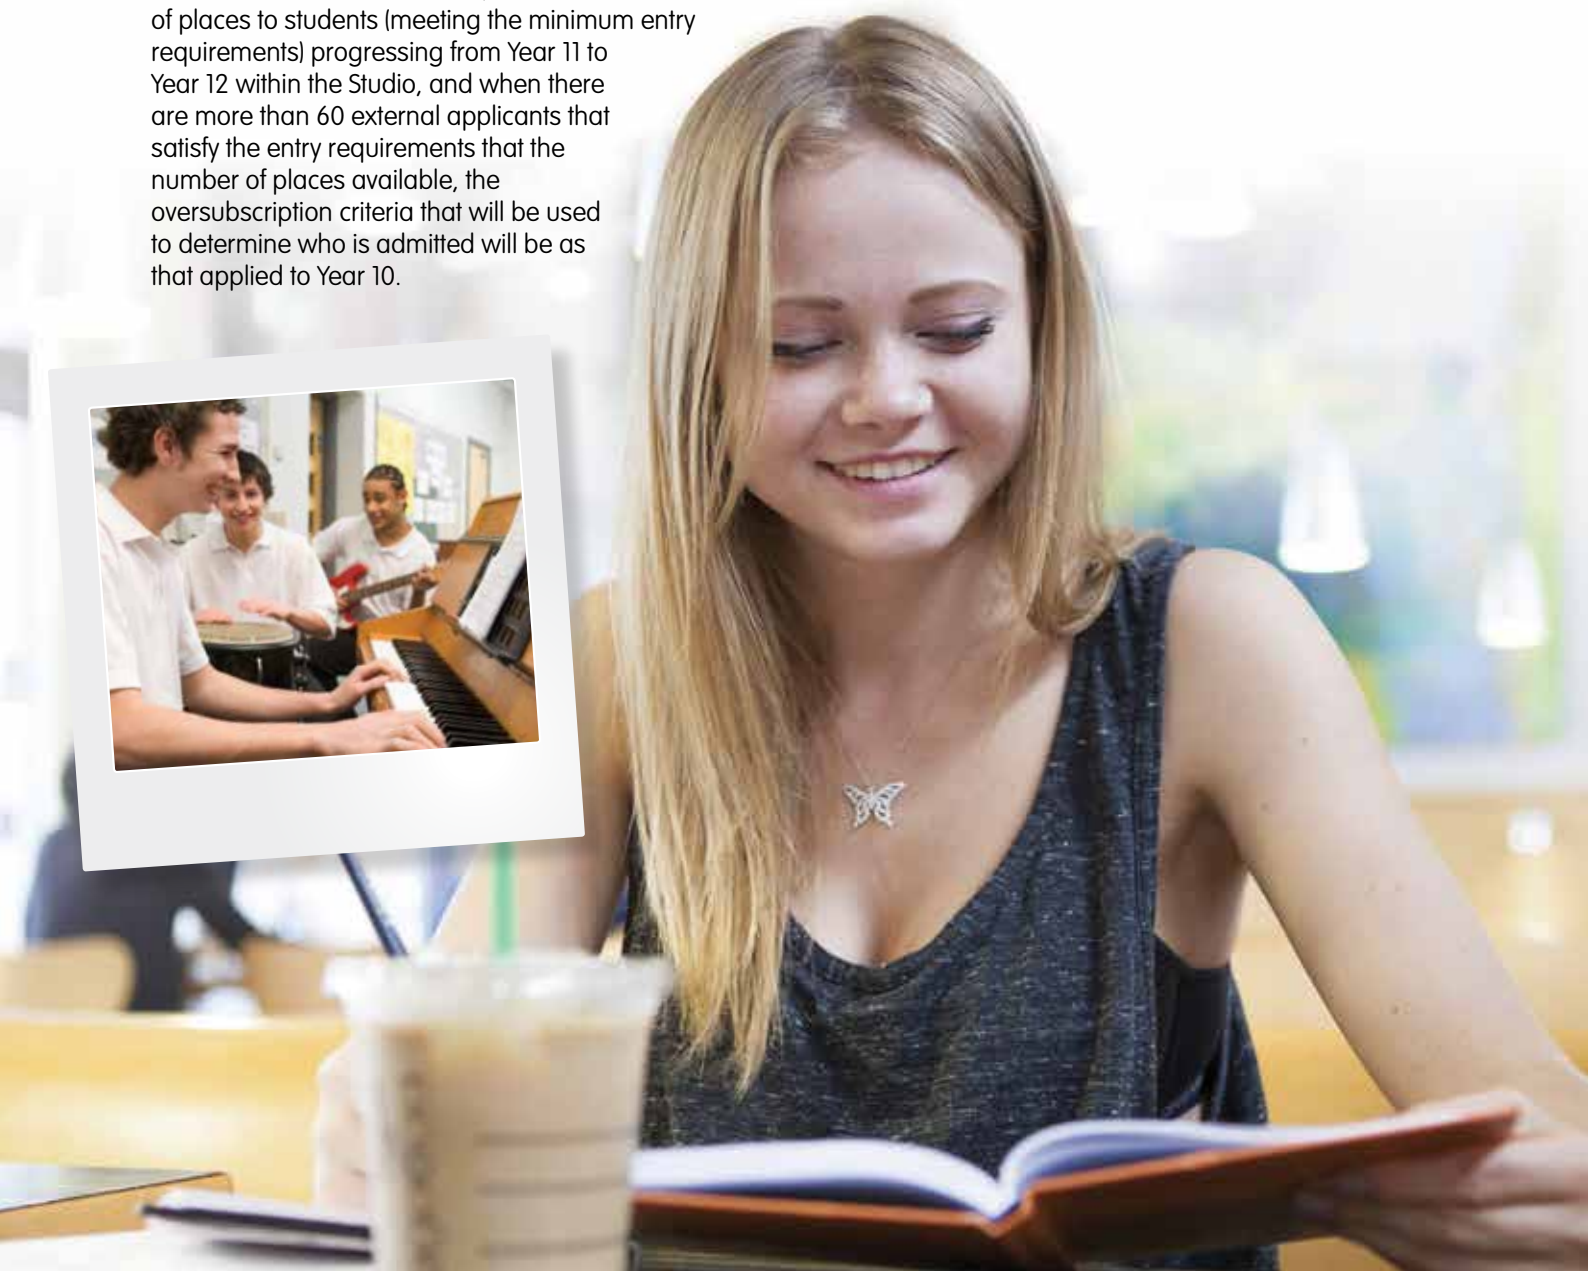 of places to students (meeting the minimum entry
requirements) progressing from Year 11 to
Year 12 within the Studio, and when there
are more than 60 external applicants that
satisfy the entry requirements that the
number of places available, the
oversubscription criteria that will be used
to determine who is admitted will be as
that applied to Year 10.